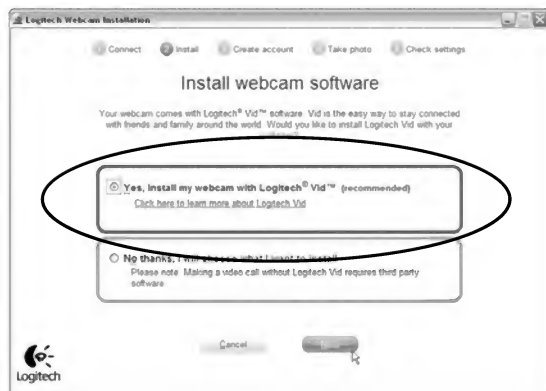 Logitech Webcam Installation
Connect Install Create account Take photo Check settings
Install webcam software
Your webcam comes with Logitech® Vid™ software. Vid is the easy way to stay connected
with friends and family around the world. Would you like to install Logitech Vid with your
Yes, install my webcam with Logitech® Vid™ (recommended)
Click here to learn more about Logitech Vid
No thanks, I will choose what I want to install
Please note: Making a video call without Logitech Vid requires third party
software
Cancel
Logitech